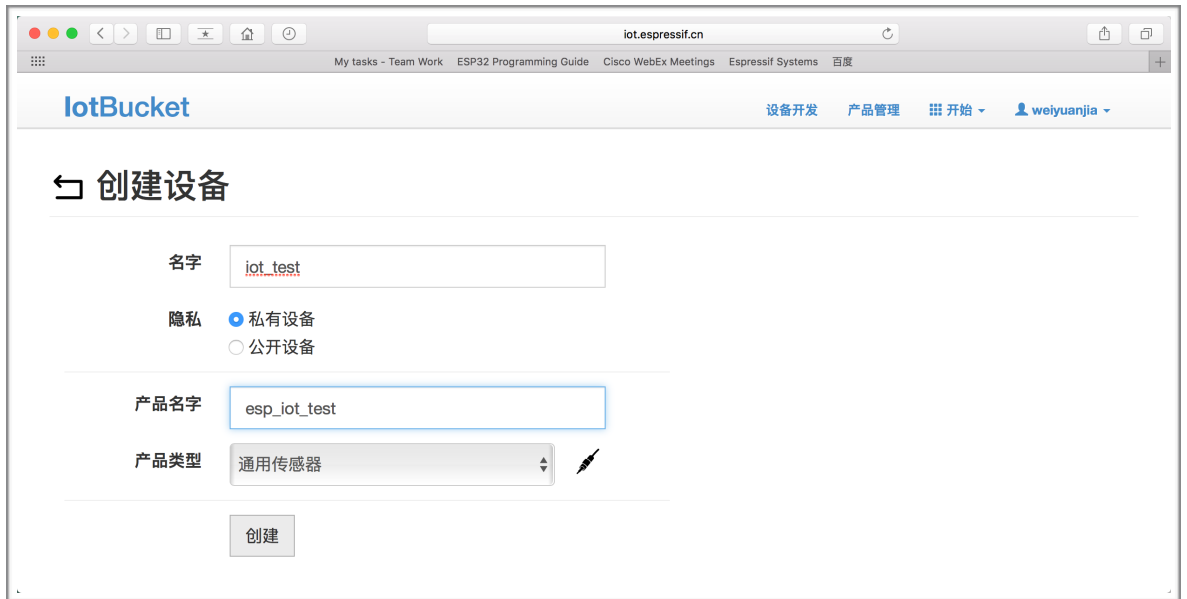 iot.espressif.cn
My tasks - Team Work ESP32 Programming Guide Cisco WebEx Meetings Espressif Systems 百度
IotBucket 设备开发 产品管理 开始 weiyuanjia
创建设备
名字 iot_test
隐私 私有设备
公开设备
产品名字 esp_iot_test
产品类型 通用传感器
创建